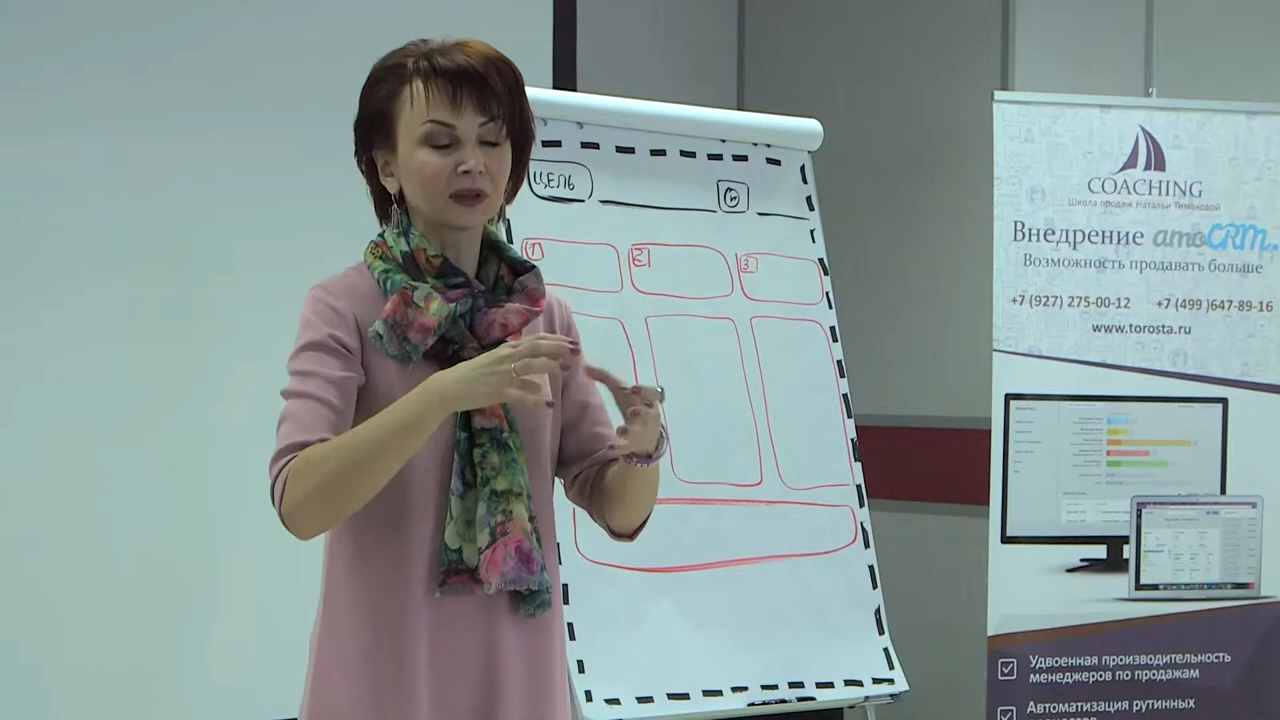 ЦЕЛЬ
1
2
3
COACHING
Школа продаж Натальи Тимаковой
Внедрение amoCRM
Возможность продавать больше
+7 (927) 275-00-12 +7 (499 )647-89-16
www.torosta.ru
Удвоенная производительность
менеджеров по продажам
Автоматизация рутинных